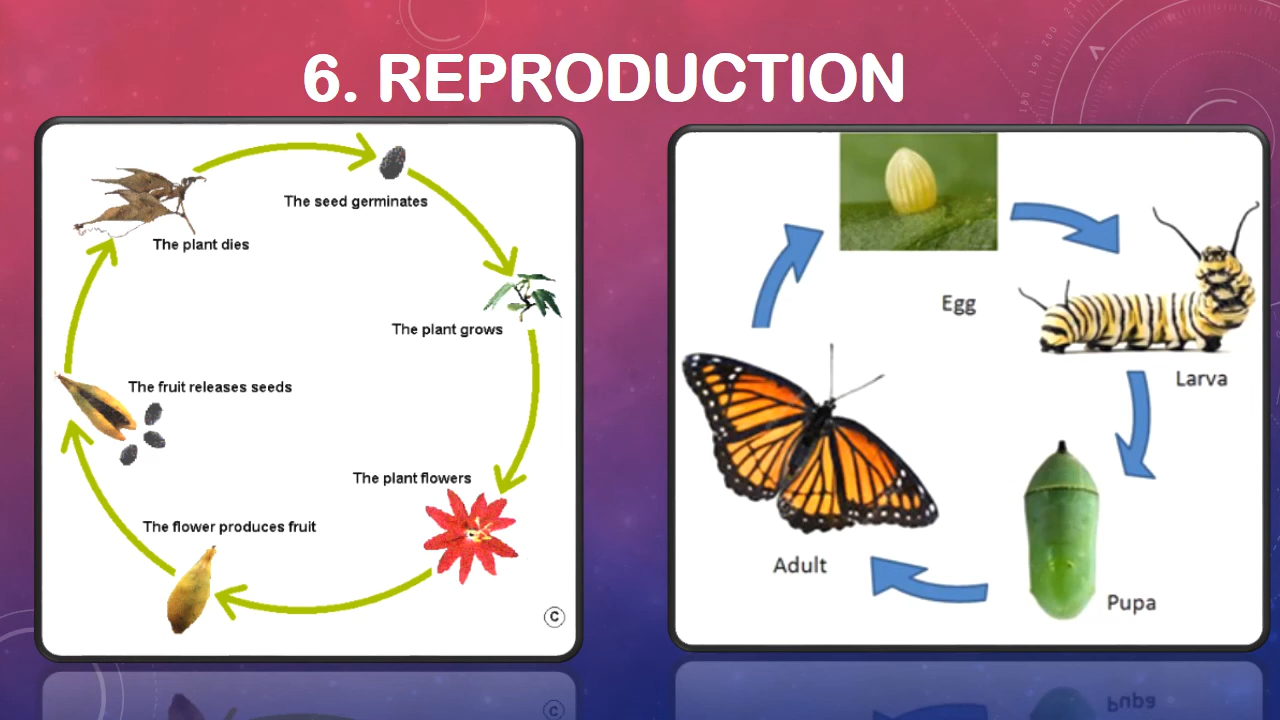 6. REPRODUCTION
The seed germinates
The plant dies
The plant grows
The fruit releases seeds
The plant flowers
The flower produces fruit
C
Egg
Larva
Adult
Pupa